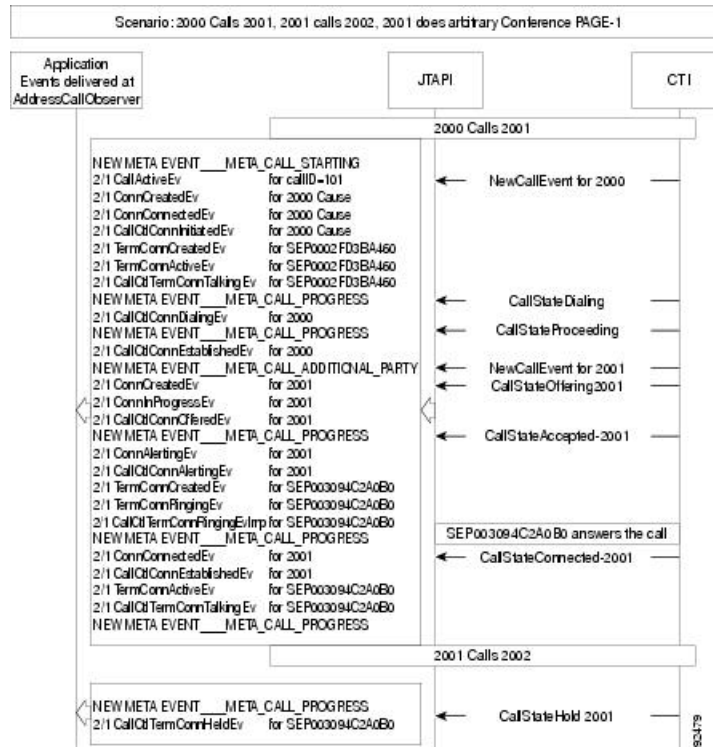 Scenario: 2000 Calls 2001, 2001 calls 2002, 2001 does arbitrary Conference PAGE-1
Application
Events delivered at
AddressCallObserver
JTAPI
CTI
2000 Calls 2001
NEW META EVENT___META_CALL_STARTING
2/1 CallActiveEv for callID=101
NewCallEvent for 2000
2/1 ConnCreatedEv for 2000 Cause
2/1 ConnConnectedEv for 2000 Cause
2/1 CallCtlConnInitiatedEv for 2000 Cause
2/1 TermConnCreatedEv for SEP0002FD3BA460
2/1 TermConnActiveEv for SEP0002FD3BA460
2/1 CallCtlTermConnTalkingEv for SEP0002FD3BA460
NEW META EVENT___META_CALL_PROGRESS
CallStateDialing
2/1 CallCtlConnDialingEv for 2000
NEW META EVENT___META_CALL_PROGRESS
CallStateProceeding
2/1 CallCtlConnEstablishedEv for 2000
NEW META EVENT___META_CALL_ADDITIONAL_PARTY
NewCallEvent for 2001
2/1 ConnCreatedEv for 2001
CallStateOffering2001
2/1 ConnInProgressEv for 2001
2/1 CallCtlConnOfferedEv for 2001
NEW META EVENT___META_CALL_PROGRESS
CallStateAccepted-2001
2/1 ConnAlertingEv for 2001
2/1 CallCtlConnAlertingEv for 2001
2/1 TermConnCreatedEv for SEP003094C2A0B0
2/1 TermConnRingingEv for SEP003094C2A0B0
2/1 CallCtlTermConnRingingEvImp for SEP003094C2A0B0
NEW META EVENT___META_CALL_PROGRESS
SEP003094C2A0B0 answers the call
2/1 ConnConnectedEv for 2001
CallStateConnected-2001
2/1 CallCtlConnEstablishedEv for 2001
2/1 TermConnActiveEv for SEP003094C2A0B0
2/1 CallCtlTermConnTalkingEv for SEP003094C2A0B0
NEW META EVENT___META_CALL_PROGRESS
2001 Calls 2002
NEW META EVENT___META_CALL_PROGRESS
2/1 CallCtlTermConnHeldEv for SEP003094C2A0B0
CallStateHold 2001
92479